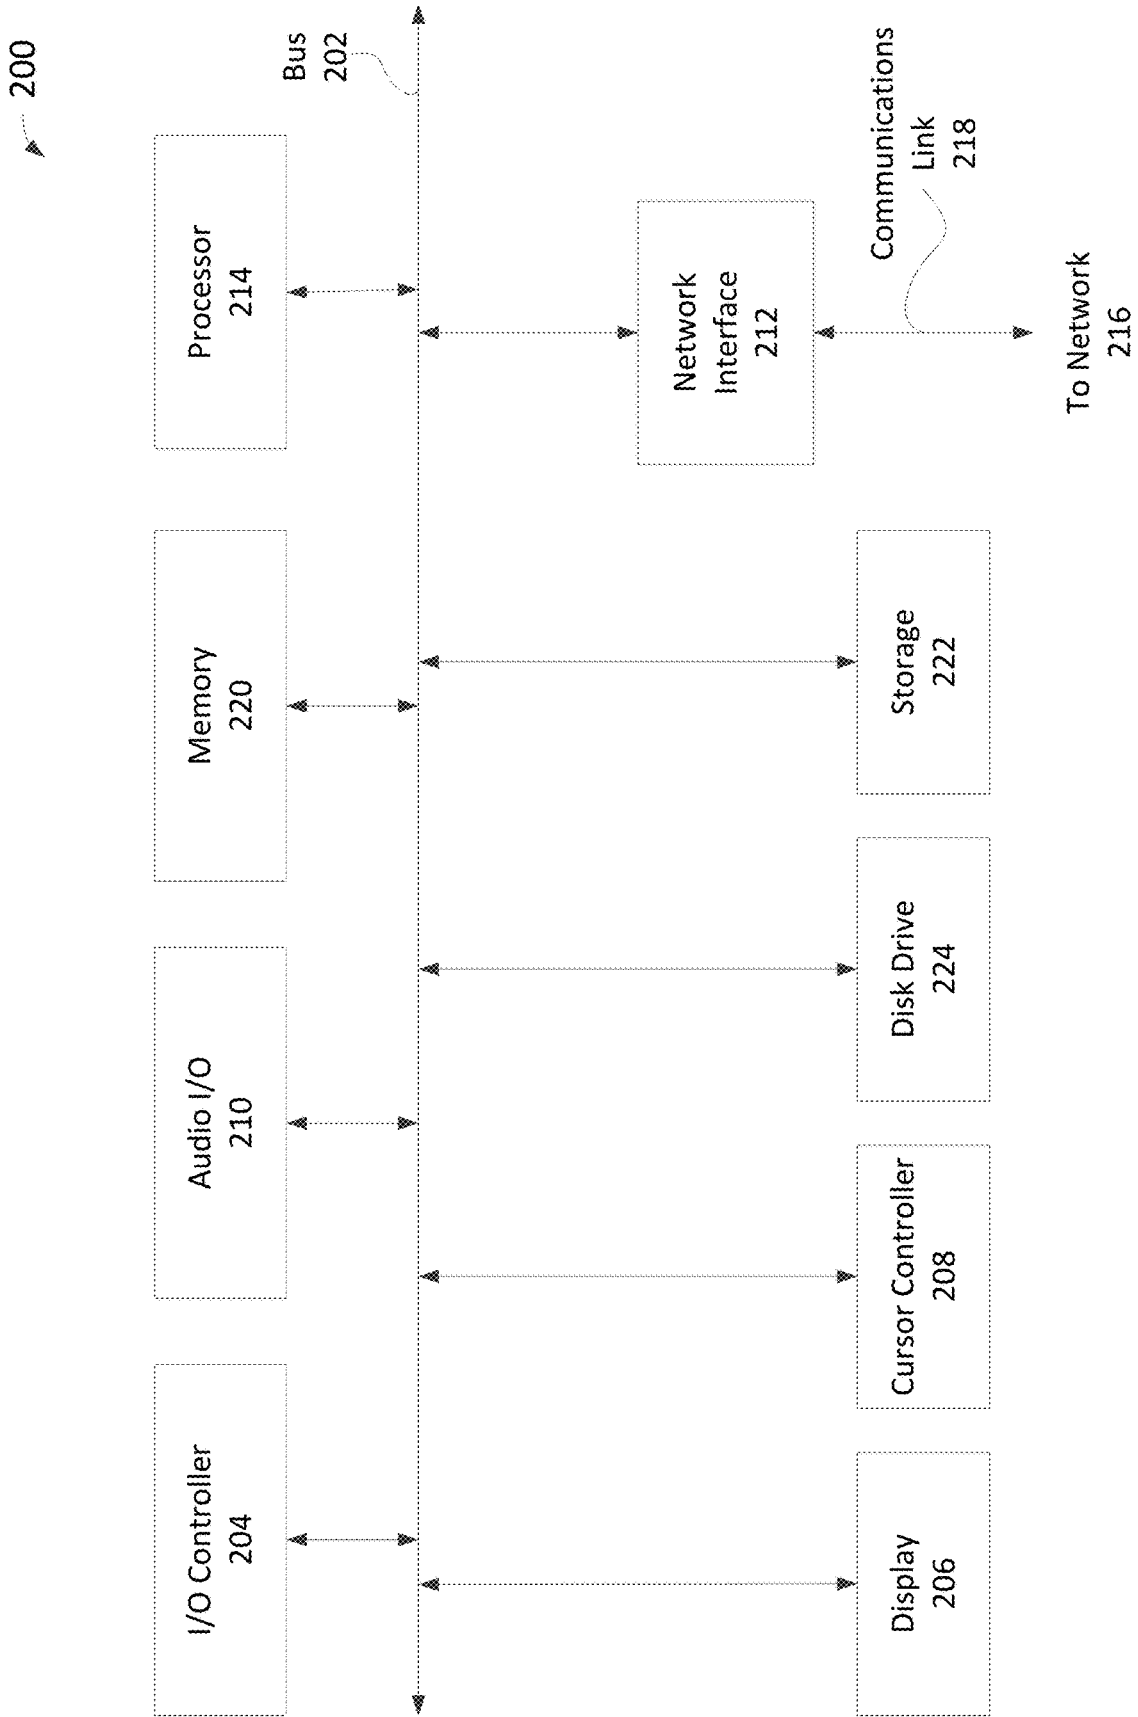 200
I/O Controller
204
Audio I/O
210
Memory
220
Processor
214
Bus
202
Network
Interface
212
Communications
Link
218
Display
206
Cursor Controller
208
Disk Drive
224
Storage
222
To Network
216